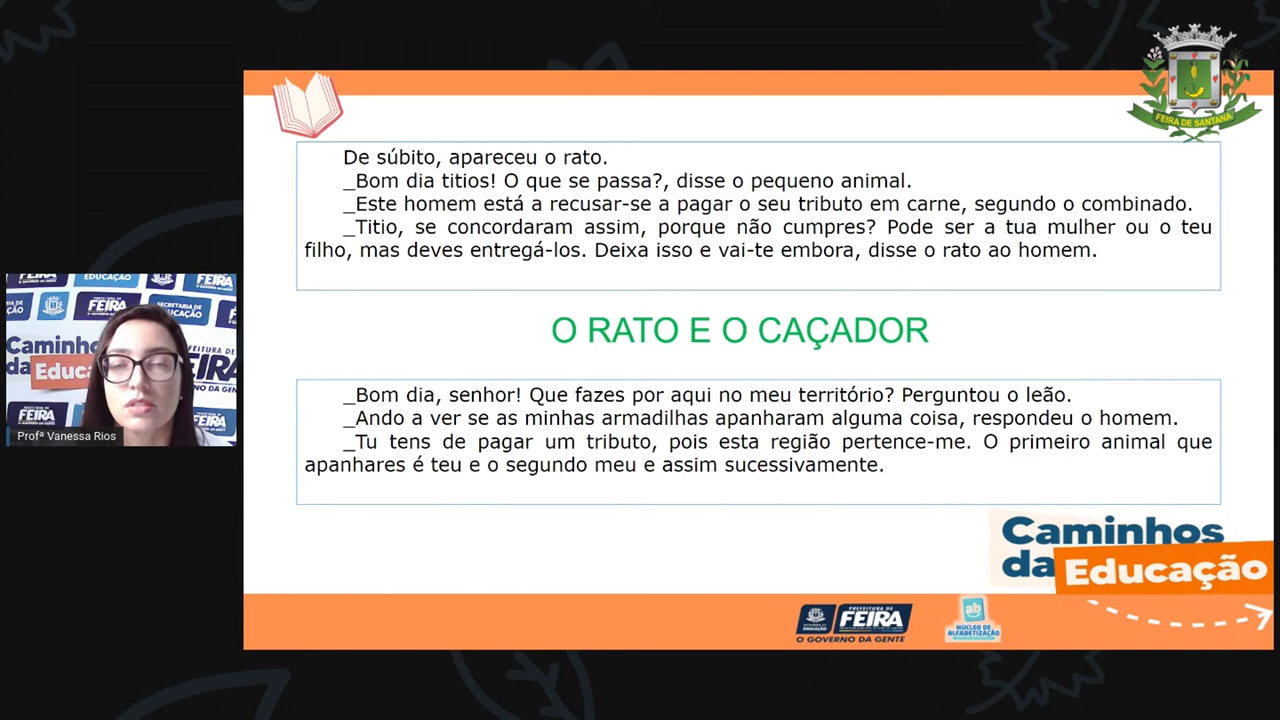 FEIRA DE SANTANA
De súbito, apareceu o rato.
_Bom dia titios! O que se passa?, disse o pequeno animal.
_Este homem está a recusar-se a pagar o seu tributo em carne, segundo o combinado.
_Titio, se concordaram assim, porque não cumpres? Pode ser a tua mulher ou o teu
filho, mas deves entregá-los. Deixa isso e vai-te embora, disse o rato ao homem.
O RATO E O CAÇADOR
_Bom dia, senhor! Que fazes por aqui no meu território? Perguntou o leão.
_Ando a ver se as minhas armadilhas apanharam alguma coisa, respondeu o homem.
_Tu tens de pagar um tributo, pois esta região pertence-me. O primeiro animal que
apanhares é teu e o segundo meu e assim sucessivamente.
Profª Vanessa Rios
Caminhos
da Educação
PREFEITURA DE
FEIRA
O GOVERNO DA GENTE
NÚCLEO DE
ALFABETIZAÇÃO